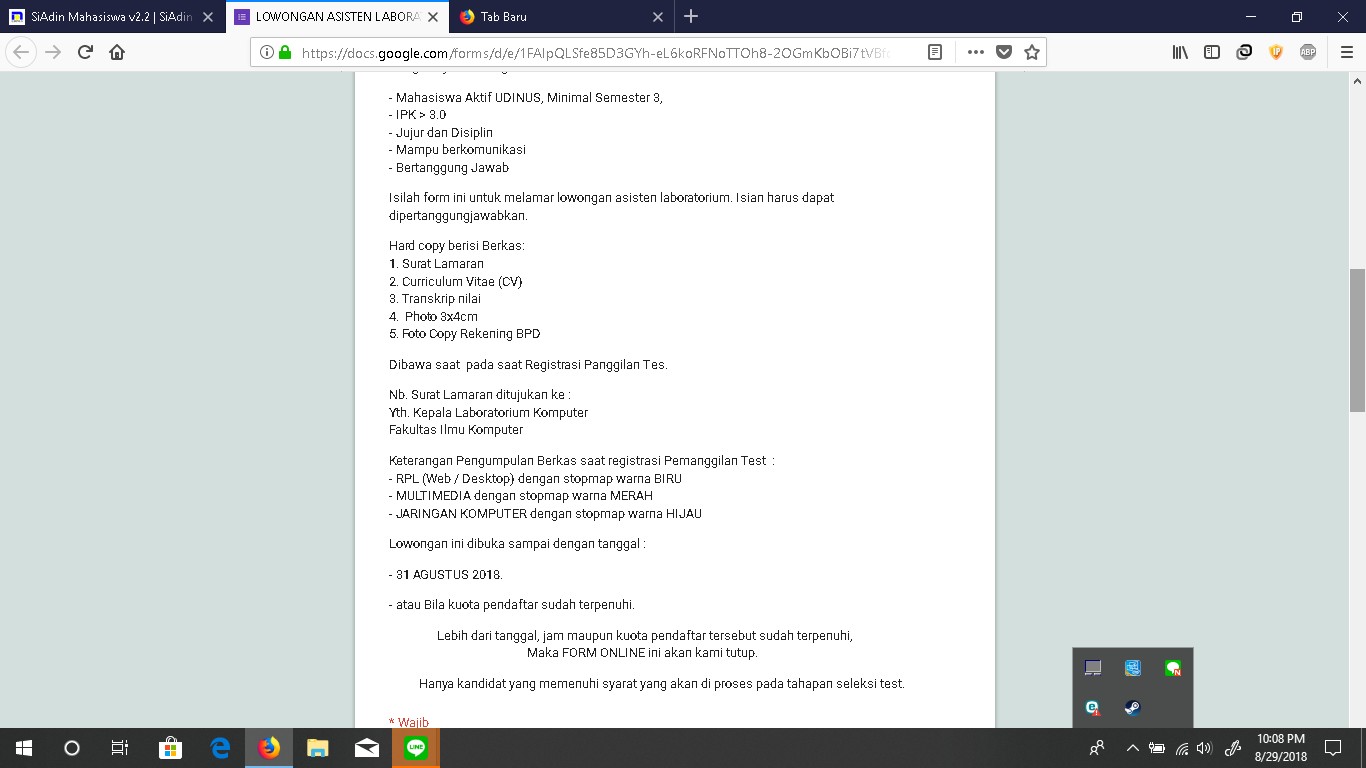 SiAdin Mahasiswa v2.2 | SiAdin
LOWONGAN ASISTEN LABORA
Tab Baru
https://docs.google.com/forms/d/e/1FAIpQLSfe85D3GYh-eL6koRFNoTTOh8-2OGmKbOBi7tVBf
- Mahasiswa Aktif UDINUS, Minimal Semester 3,
- IPK > 3.0
- Jujur dan Disiplin
- Mampu berkomunikasi
- Bertanggung Jawab
Isilah form ini untuk melamar lowongan asisten laboratorium. Isian harus dapat
dipertanggungjawabkan.
Hard copy berisi Berkas:
1. Surat Lamaran
2. Curriculum Vitae (CV)
3. Transkrip nilai
4. Photo 3x4cm
5. Foto Copy Rekening BPD
Dibawa saat pada saat Registrasi Panggilan Tes.
Nb. Surat Lamaran ditujukan ke :
Yth. Kepala Laboratorium Komputer
Fakultas Ilmu Komputer
Keterangan Pengumpulan Berkas saat registrasi Pemanggilan Test :
- RPL (Web / Desktop) dengan stopmap warna BIRU
- MULTIMEDIA dengan stopmap warna MERAH
- JARINGAN KOMPUTER dengan stopmap warna HIJAU
Lowongan ini dibuka sampai dengan tanggal :
- 31 AGUSTUS 2018.
- atau Bila kuota pendaftar sudah terpenuhi.
Lebih dari tanggal, jam maupun kuota pendaftar tersebut sudah terpenuhi,
Maka FORM ONLINE ini akan kami tutup.
Hanya kandidat yang memenuhi syarat yang akan di proses pada tahapan seleksi test.
* Wajib
ABP
LINE
10:08 PM
8/29/2018